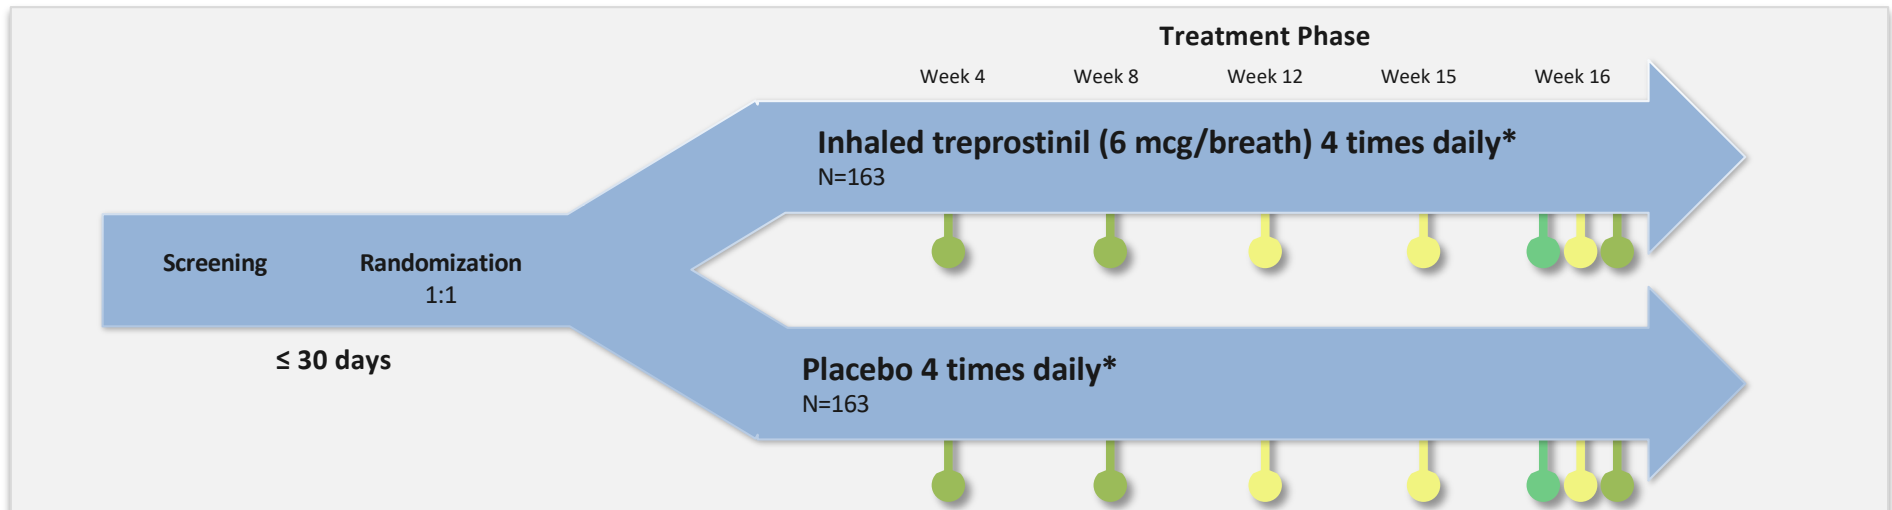 Treatment Phase
Week 4 Week 8 Week 12 Week 15 Week 16
Inhaled treprostinil (6 mcg/breath) 4 times daily*
N=163
Screening Randomization
1:1
≤ 30 days
Placebo 4 times daily*
N=163